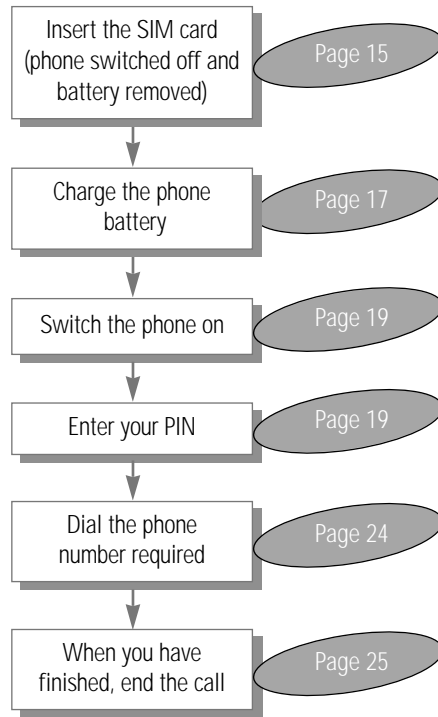 Insert the SIM card
(phone switched off and
battery removed)
Page 15
Charge the phone
battery
Page 17
Switch the phone on
Page 19
Enter your PIN
Page 19
Dial the phone
number required
Page 24
When you have
finished, end the call
Page 25